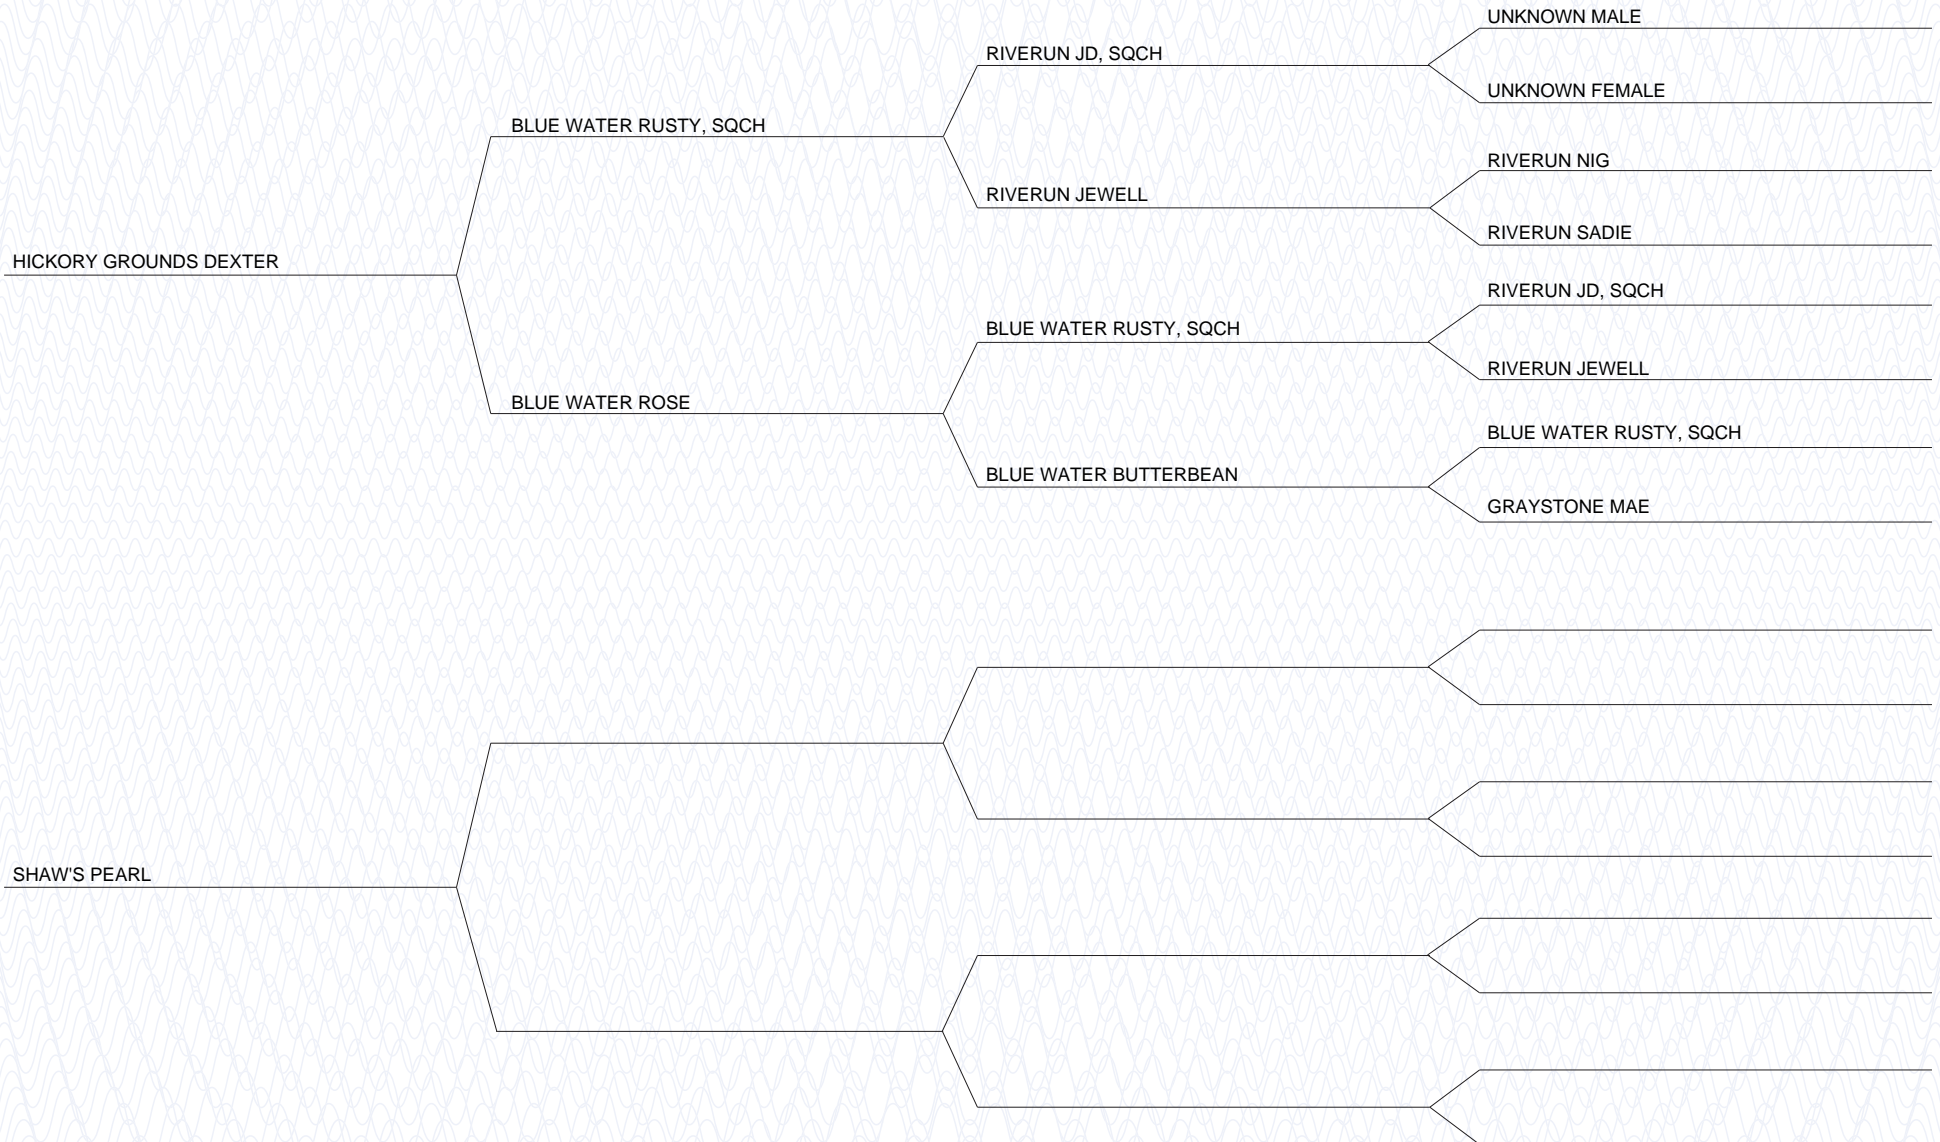 UNKNOWN MALE
RIVERUN JD, SQCH
UNKNOWN FEMALE
BLUE WATER RUSTY, SQCH
RIVERUN NIG
RIVERUN JEWELL
RIVERUN SADIE
HICKORY GROUNDS DEXTER
RIVERUN JD, SQCH
BLUE WATER RUSTY, SQCH
RIVERUN JEWELL
BLUE WATER ROSE
BLUE WATER RUSTY, SQCH
BLUE WATER BUTTERBEAN
GRAYSTONE MAE
SHAW'S PEARL